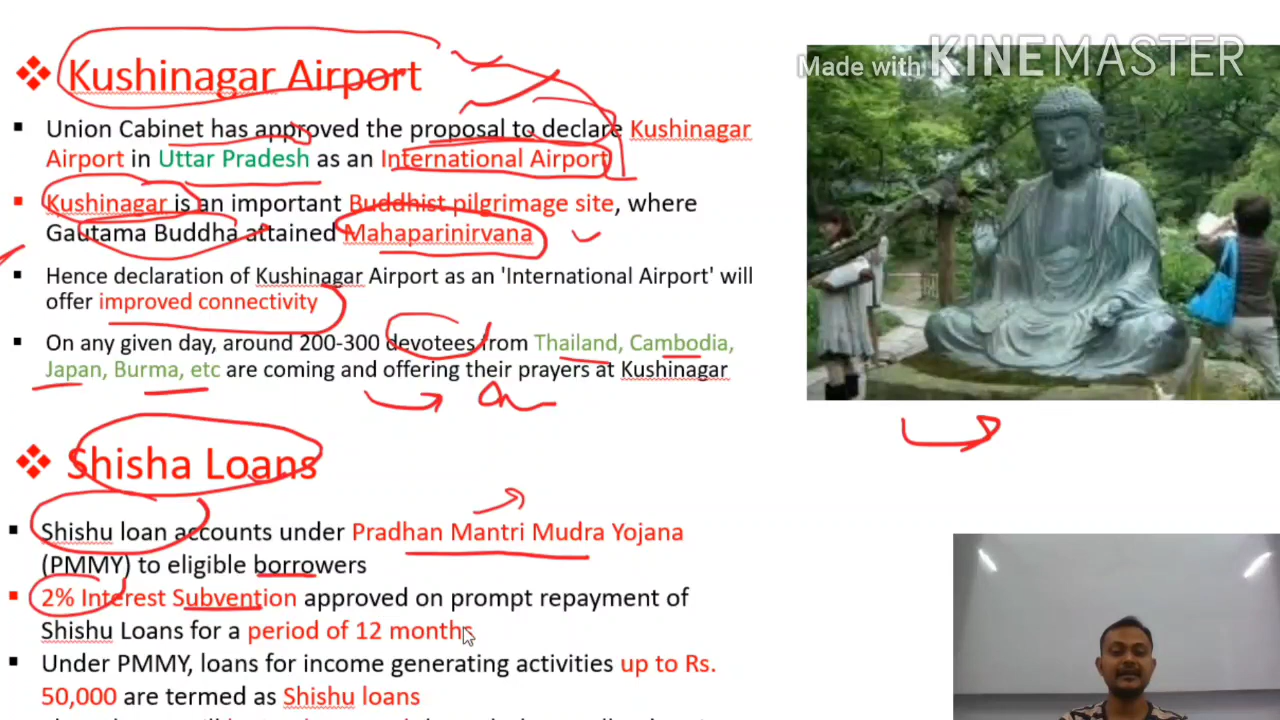 Made with KINEMASTER
❖ Kushinagar Airport
▪ Union Cabinet has approved the proposal to declare Kushinagar
Airport in Uttar Pradesh as an International Airport
▪ Kushinagar is an important Buddhist pilgrimage site, where
Gautama Buddha attained Mahaparinirvana
▪ Hence declaration of Kushinagar Airport as an 'International Airport' will
offer improved connectivity
▪ On any given day, around 200-300 devotees from Thailand, Cambodia,
Japan, Burma, etc are coming and offering their prayers at Kushinagar
❖ Shisha Loans
▪ Shishu loan accounts under Pradhan Mantri Mudra Yojana
(PMMY) to eligible borrowers
▪ 2% Interest Subvention approved on prompt repayment of
Shishu Loans for a period of 12 months
▪ Under PMMY, loans for income generating activities up to Rs.
50,000 are termed as Shishu loans